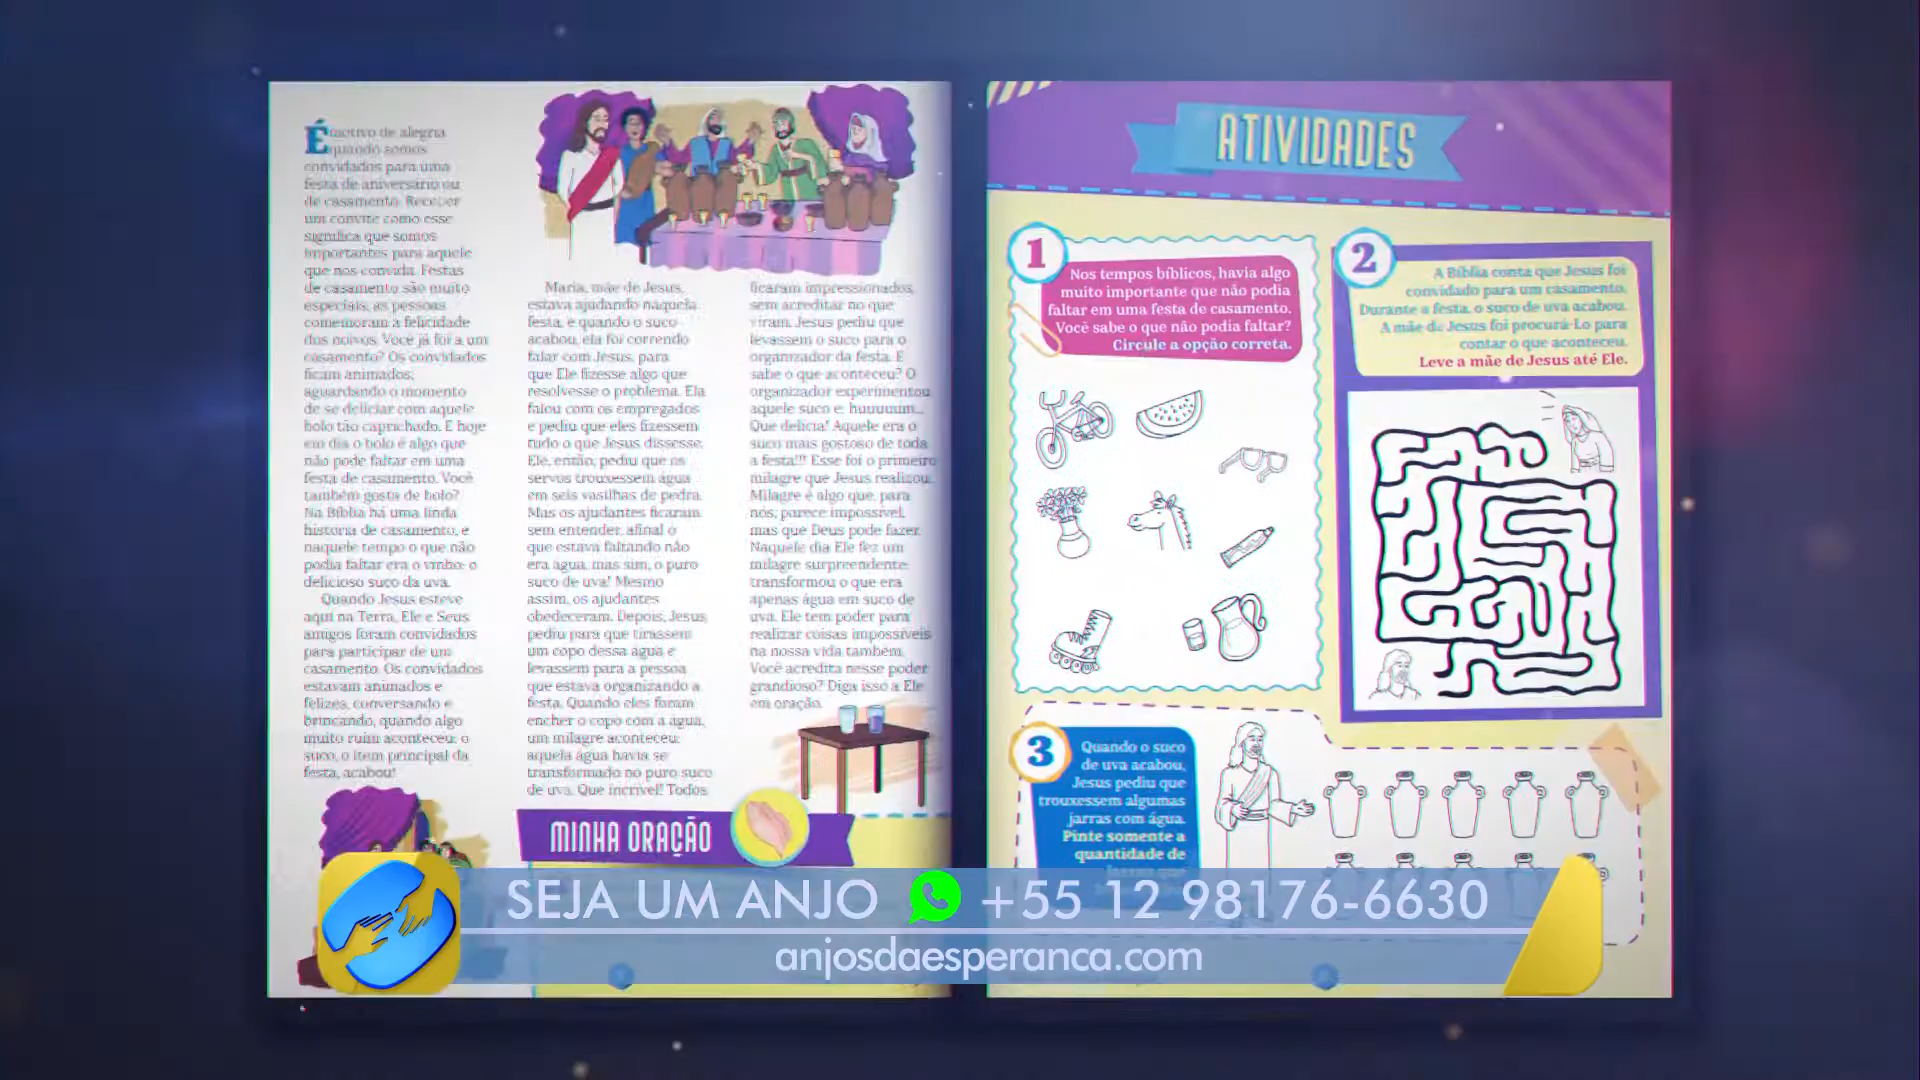 É motivo de alegria
quando somos
convidados para uma
festa de aniversário ou
de casamento. Receber
um convite como esse
significa que somos
importantes para aquele
que nos convida. Festas
de casamento são muito
especiais, as pessoas
comemoram a felicidade
dos noivos. Você já foi a um
casamento? Os convidados
ficam animados,
aguardando o momento
de se deliciar com aquele
bolo tão caprichado. E hoje
em dia o bolo é algo que
não pode faltar em uma
festa de casamento. Você
também gosta de bolo?
Na Bíblia há uma linda
história de casamento, e
naquele tempo o que não
podia faltar era o vinho: o
delicioso suco da uva.
Quando Jesus esteve
aqui na Terra, Ele e Seus
amigos foram convidados
para participar de um
casamento. Os convidados
estavam animados e
felizes, conversando e
brincando, quando algo
muito ruim aconteceu: o
suco, o item principal da
festa, acabou!
Maria, mãe de Jesus,
estava ajudando naquela
festa, e quando o suco
acabou, ela foi correndo
falar com Jesus, para
que Ele fizesse algo que
resolvesse o problema. Ela
falou com os empregados
e pediu que eles fizessem
tudo o que Jesus dissesse.
Ele, então, pediu que os
servos trouxessem água
em seis vasilhas de pedra.
Mas os ajudantes ficaram
sem entender, afinal o
que estava faltando não
era água, mas sim, o puro
suco de uva! Mesmo
assim, os ajudantes
obedeceram. Depois, Jesus
pediu para que tirassem
um copo dessa água e
levassem para a pessoa
que estava organizando a
festa. Quando eles foram
encher o copo com a água,
um milagre aconteceu:
aquela água havia se
transformado no puro suco
de uva. Que incrível! Todos
ficaram impressionados,
sem acreditar no que
viram. Jesus pediu que
levassem o suco para o
organizador da festa. E
sabe o que aconteceu? O
organizador experimentou
aquele suco e, huuuuum...
Que delícia! Aquele era o
suco mais gostoso de toda
a festa!!! Esse foi o primeiro
milagre que Jesus realizou.
Milagre é algo que, para
nós, parece impossível,
mas que Deus pode fazer.
Naquele dia Ele fez um
milagre surpreendente:
transformou o que era
apenas água em suco de
uva. Ele tem poder para
realizar coisas impossíveis
na nossa vida também.
Você acredita nesse poder
grandioso? Diga isso a Ele
em oração.
MINHA ORAÇÃO
ATIVIDADES
1
Nos tempos bíblicos, havia algo
muito importante que não podia
faltar em uma festa de casamento.
Você sabe o que não podia faltar?
Circule a opção correta.
2
A Bíblia conta que Jesus foi
convidado para um casamento.
Durante a festa, o suco de uva acabou.
A mãe de Jesus foi procurá-Lo para
contar o que aconteceu.
Leve a mãe de Jesus até Ele.
3
Quando o suco
de uva acabou,
Jesus pediu que
trouxessem algumas
jarras com água.
Pinte somente a
quantidade de
jarras que
SEJA UM ANJO +55 12 98176-6630
anjosdaesperanca.com